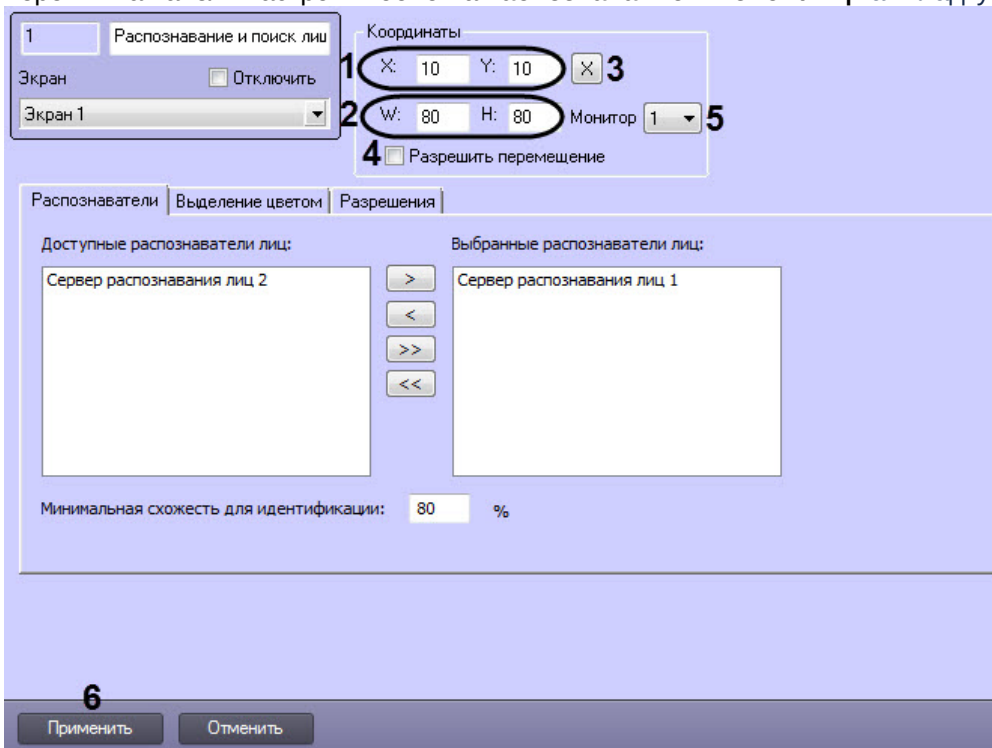 1 Распознавание и поиск лиц
Экран Отключить
Экран 1
Координаты
1 X: 10 Y: 10 X 3
2 W: 80 H: 80 Монитор 1 5
4 Разрешить перемещение
Распознаватели Выделение цветом Разрешения
Доступные распознаватели лиц: Выбранные распознаватели лиц:
Сервер распознавания лиц 2 Сервер распознавания лиц 1
>
<
>>
<<
Минимальная схожесть для идентификации: 80 %
6
Применить Отменить